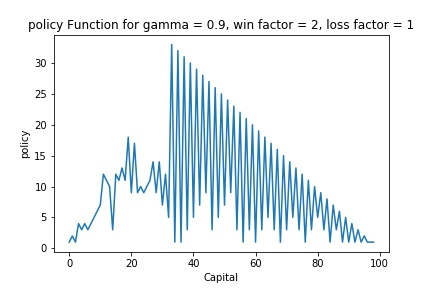 policy Function for gamma = 0.9, win factor = 2, loss factor = 1
30
25
20
15
10
5
0
policy
0 20 40 60 80 100
Capital